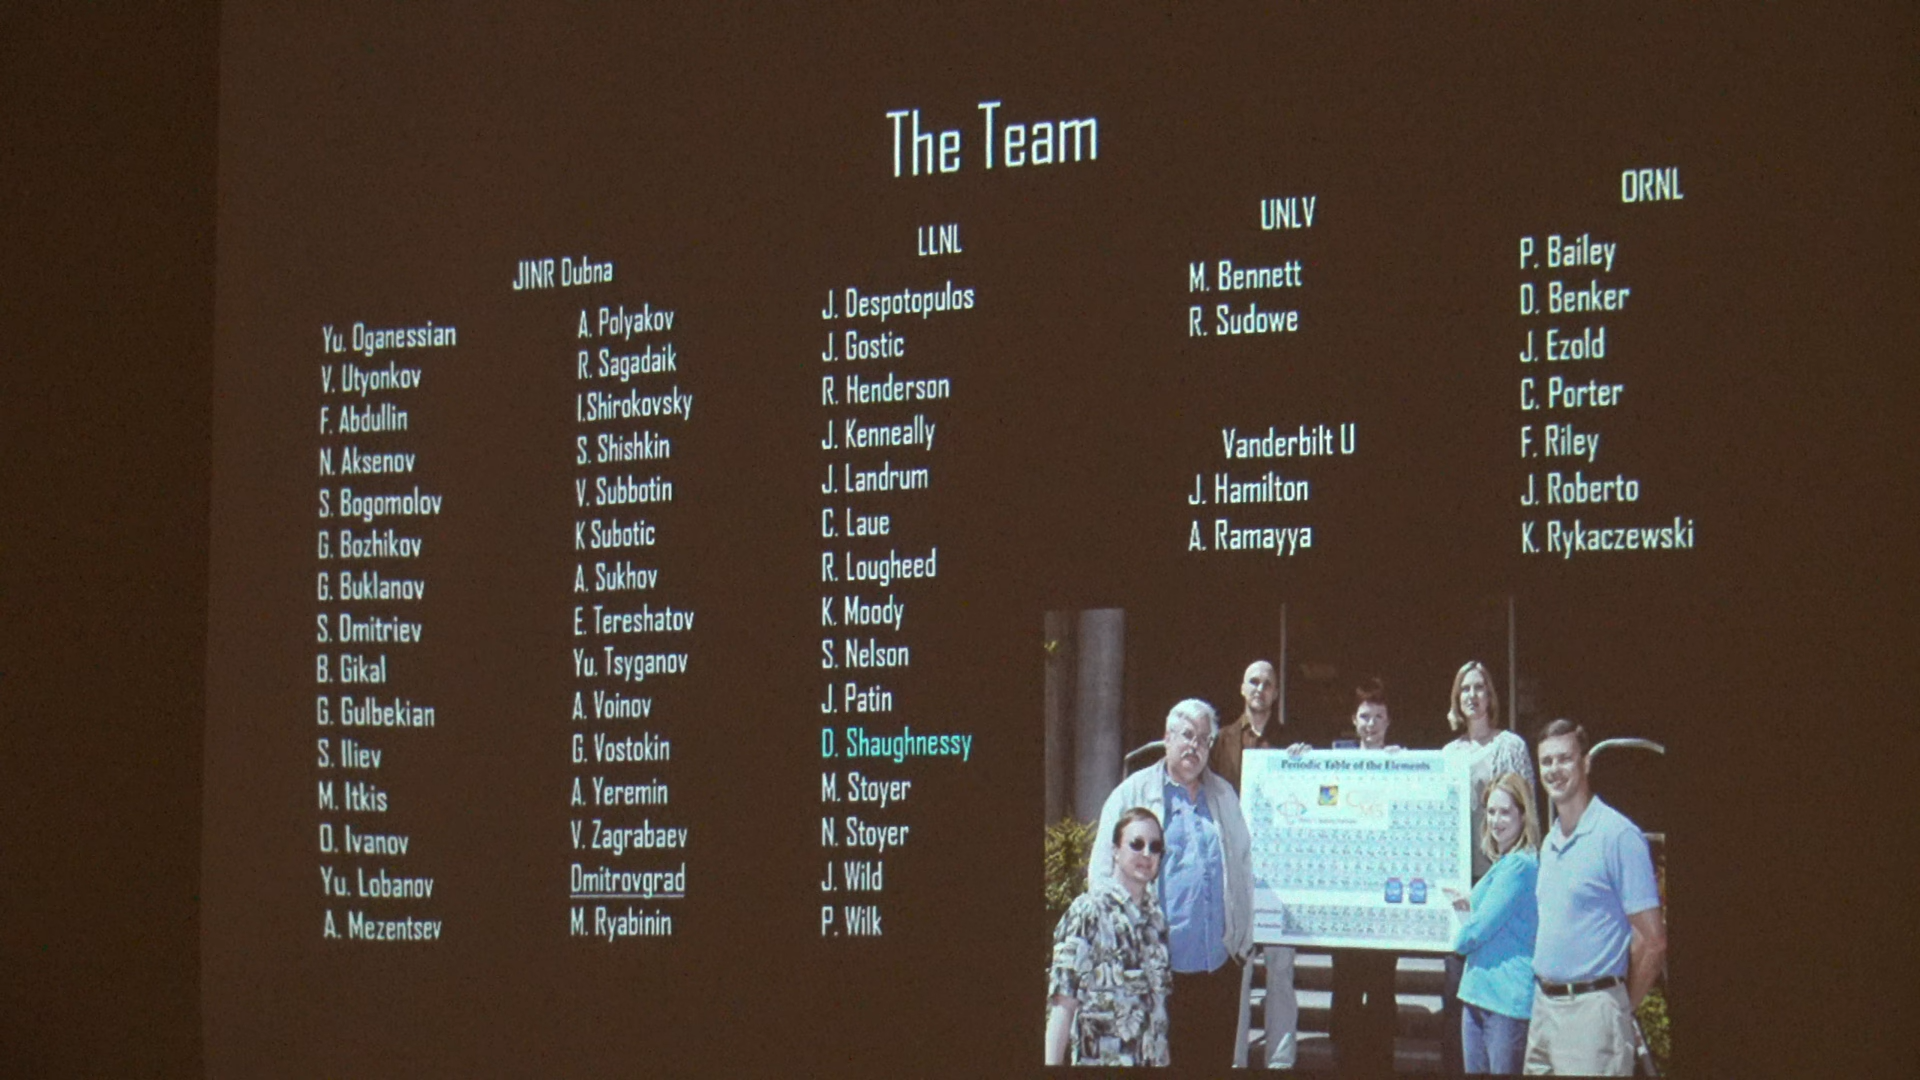 The Team
JINR Dubna
Yu. Oganessian
V. Utyonkov
F. Abdullin
N. Aksenov
S. Bogomolov
G. Bozhikov
G. Buklanov
S. Dmitriev
B. Gikal
G. Gulbekian
S. Iliev
M. Itkis
O. Ivanov
Yu. Lobanov
A. Mezentsev
A. Polyakov
R. Sagadaik
I.Shirokovsky
S. Shishkin
V. Subbotin
K Subotic
A. Sukhov
E. Tereshatov
Yu. Tsyganov
A. Voinov
G. Vostokin
A. Yeremin
V. Zagrabaev
Dmitrovgrad
M. Ryabinin
LLNL
J. Despotopulos
J. Gostic
R. Henderson
J. Kenneally
J. Landrum
C. Laue
R. Lougheed
K. Moody
S. Nelson
J. Patin
D. Shaughnessy
M. Stoyer
N. Stoyer
J. Wild
P. Wilk
UNLV
M. Bennett
R. Sudowe
Vanderbilt U
J. Hamilton
A. Ramayya
ORNL
P. Bailey
D. Benker
J. Ezold
C. Porter
F. Riley
J. Roberto
K. Rykaczewski
Periodic Table of the Elements